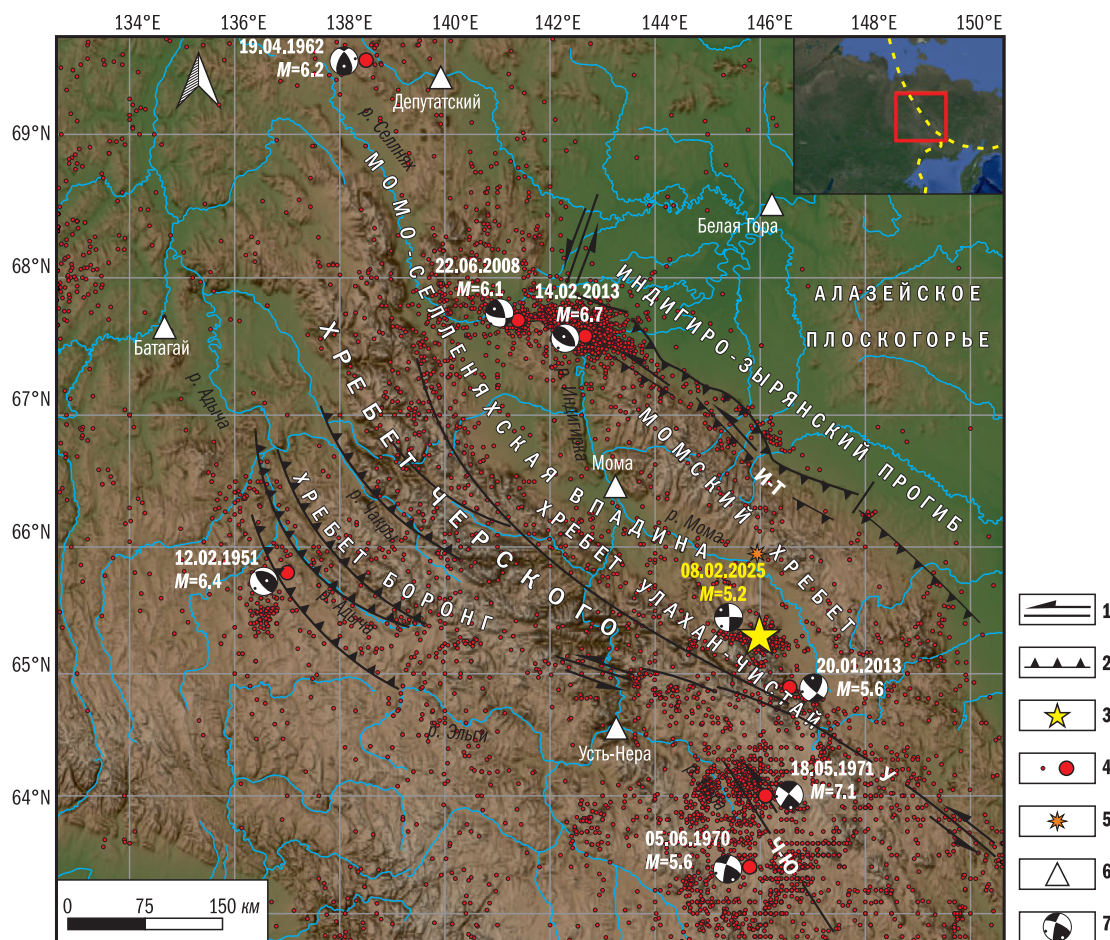 134°E 136°E 138°E 140°E 142°E 144°E 146°E 148°E 150°E
19.04.1962
M=6.2
Депутатский
69°N
р. Селлнях
Белая Гора
68°N
22.06.2008
M=6.1
14.02.2013
M=6.7
МОМО-СЕЛЛЕНЯХСКАЯ ВПАДИНА
ИНДИГИРО-ЗЫРЯНСКИЙ ПРОГИБ
АЛАЗЕЙСКОЕ
ПЛОСКОГОРЬЕ
Батагай
67°N
р. Адыча
р. Индигирка
ХРЕБЕТ ЧЕРСКОГО
МОМСКИЙ ХРЕБЕТ
И-Т
Мома
р. Мома
66°N
ХРЕБЕТ БОРОНГ
ХРЕБЕТ УЛАХАН-ЧИСТАЙ
12.02.1951
M=6.4
р. Адыча
08.02.2025
M=5.2
65°N
20.01.2013
M=5.6
р. Эльги
Усть-Нера
64°N
18.05.1971
M=7.1
У
05.06.1970
M=5.6
Ч-Ю
0 75 150 км
1
2
3
4
5
6
7